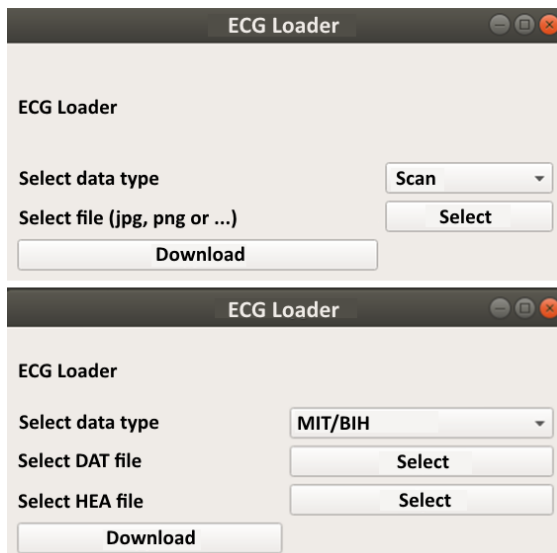 ECG Loader
ECG Loader
Select data type Scan
Select file (jpg, png or ...) Select
Download
ECG Loader
ECG Loader
Select data type MIT/BIH
Select DAT file Select
Select HEA file Select
Download